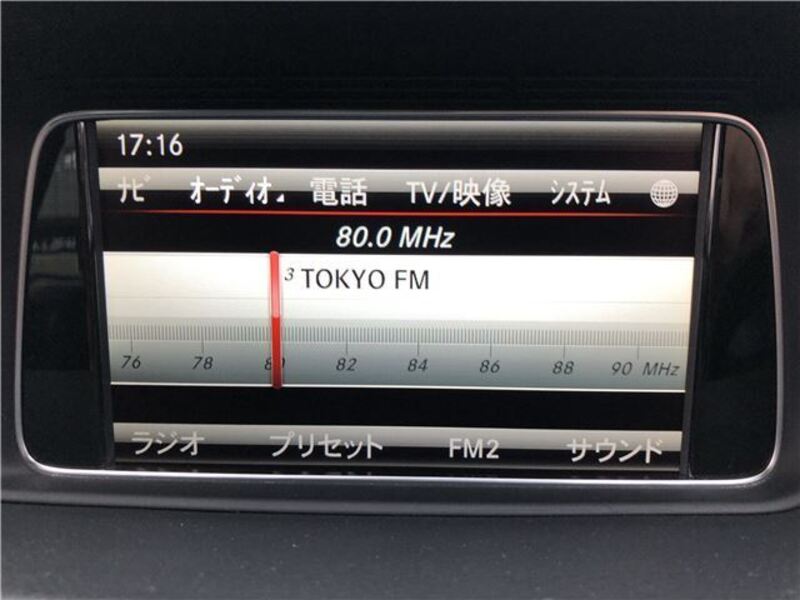 17:16
ナビ オーディオ 電話 TV/映像 システム
80.0 MHz
3 TOKYO FM
76 78 80 82 84 86 88 90 MHz
ラジオ プリセット FM2 サウンド